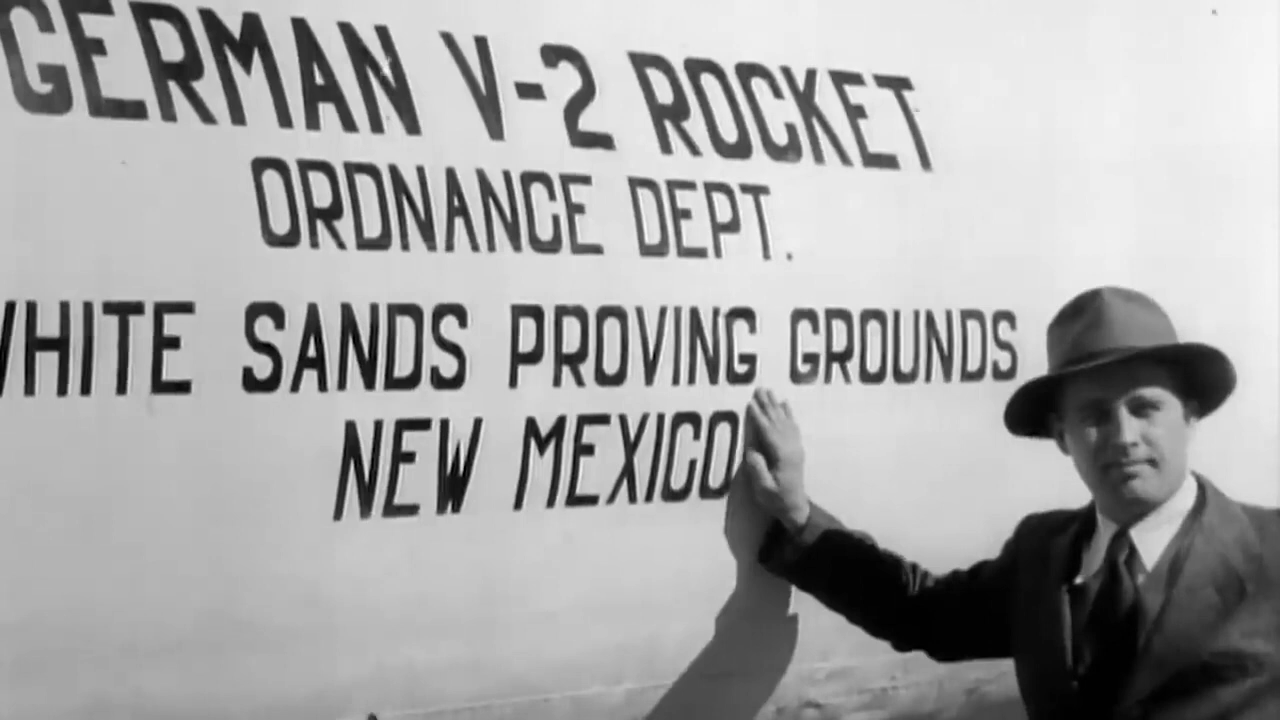 GERMAN V-2 ROCKET
ORDNANCE DEPT.
WHITE SANDS PROVING GROUNDS
NEW MEXICO